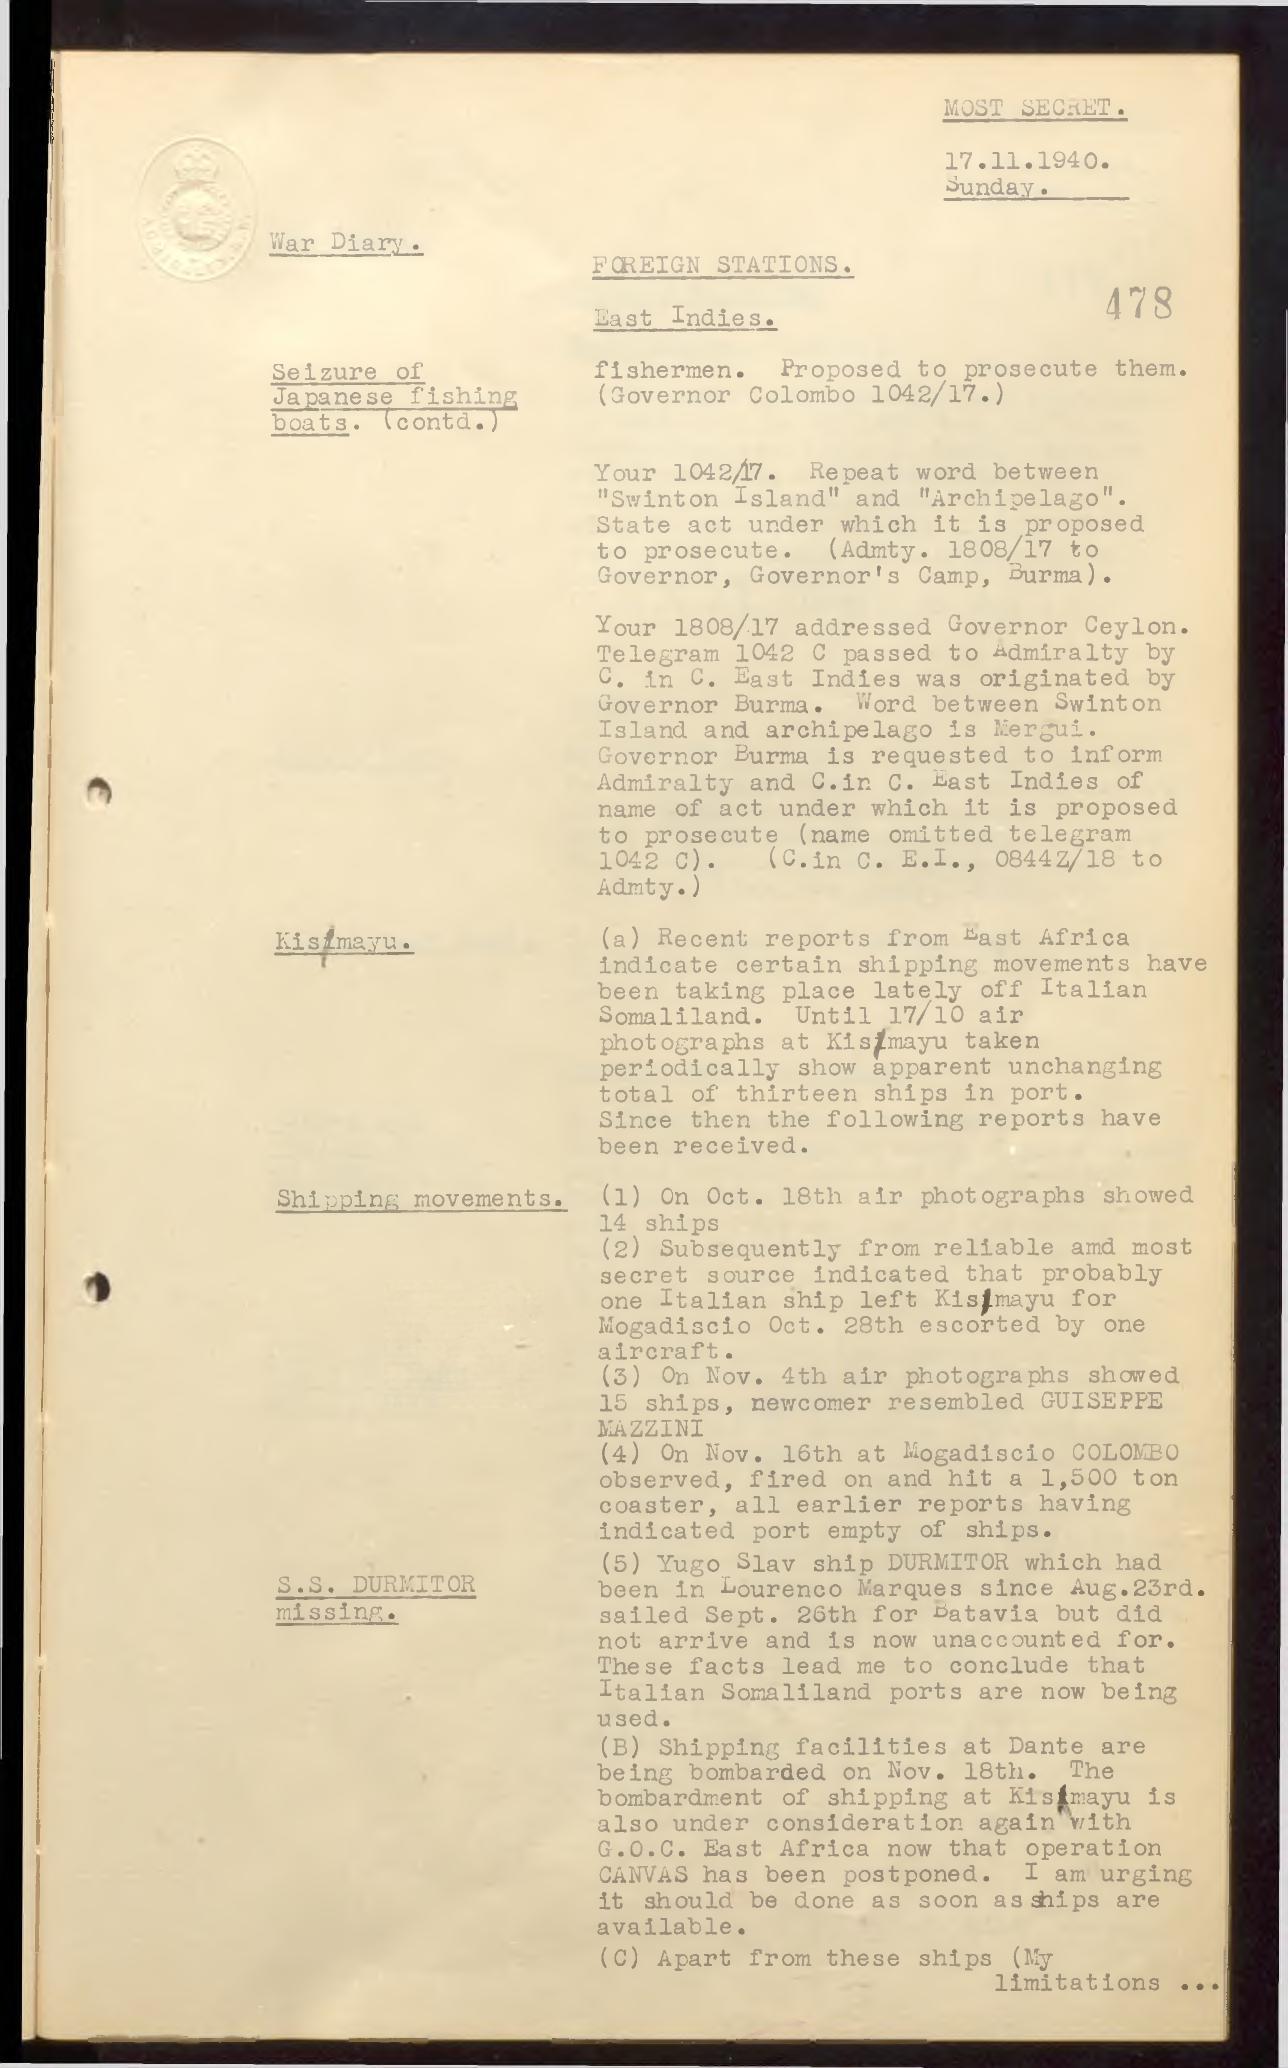 MOST SECRET.
17.11.1940.
Sunday.
War Diary.
FOREIGN STATIONS.
478
East Indies.
Seizure of
Japanese fishing
boats. (contd.)
fishermen. Proposed to prosecute them.
(Governor Colombo 1042/17.)
Your 1042/17. Repeat word between
"Swinton Island" and "Archipelago".
State act under which it is proposed
to prosecute. (Admty. 1808/17 to
Governor, Governor's Camp, Burma).
Your 1808/17 addressed Governor Ceylon.
Telegram 1042 C passed to Admiralty by
C. in C. East Indies was originated by
Governor Burma. Word between Swinton
Island and archipelago is Mergui.
Governor Burma is requested to inform
Admiralty and C.in C. East Indies of
name of act under which it is proposed
to prosecute (name omitted telegram
1042 C). (C.in C. E.I., 0844Z/18 to
Admty.)
Kismayu.
(a) Recent reports from East Africa
indicate certain shipping movements have
been taking place lately off Italian
Somaliland. Until 17/10 air
photographs at Kismayu taken
periodically show apparent unchanging
total of thirteen ships in port.
Since then the following reports have
been received.
Shipping movements.
(1) On Oct. 18th air photographs showed
14 ships
(2) Subsequently from reliable amd most
secret source indicated that probably
one Italian ship left Kismayu for
Mogadiscio Oct. 28th escorted by one
aircraft.
(3) On Nov. 4th air photographs showed
15 ships, newcomer resembled GUISEPPE
MAZZINI
(4) On Nov. 16th at Mogadiscio COLOMBO
observed, fired on and hit a 1,500 ton
coaster, all earlier reports having
indicated port empty of ships.
S.S. DURMITOR
missing.
(5) Yugo Slav ship DURMITOR which had
been in Lourenco Marques since Aug.23rd.
sailed Sept. 26th for Batavia but did
not arrive and is now unaccounted for.
These facts lead me to conclude that
Italian Somaliland ports are now being
used.
(B) Shipping facilities at Dante are
being bombarded on Nov. 18th. The
bombardment of shipping at Kismayu is
also under consideration again with
G.O.C. East Africa now that operation
CANVAS has been postponed. I am urging
it should be done as soon as ships are
available.
(C) Apart from these ships (My
limitations ...